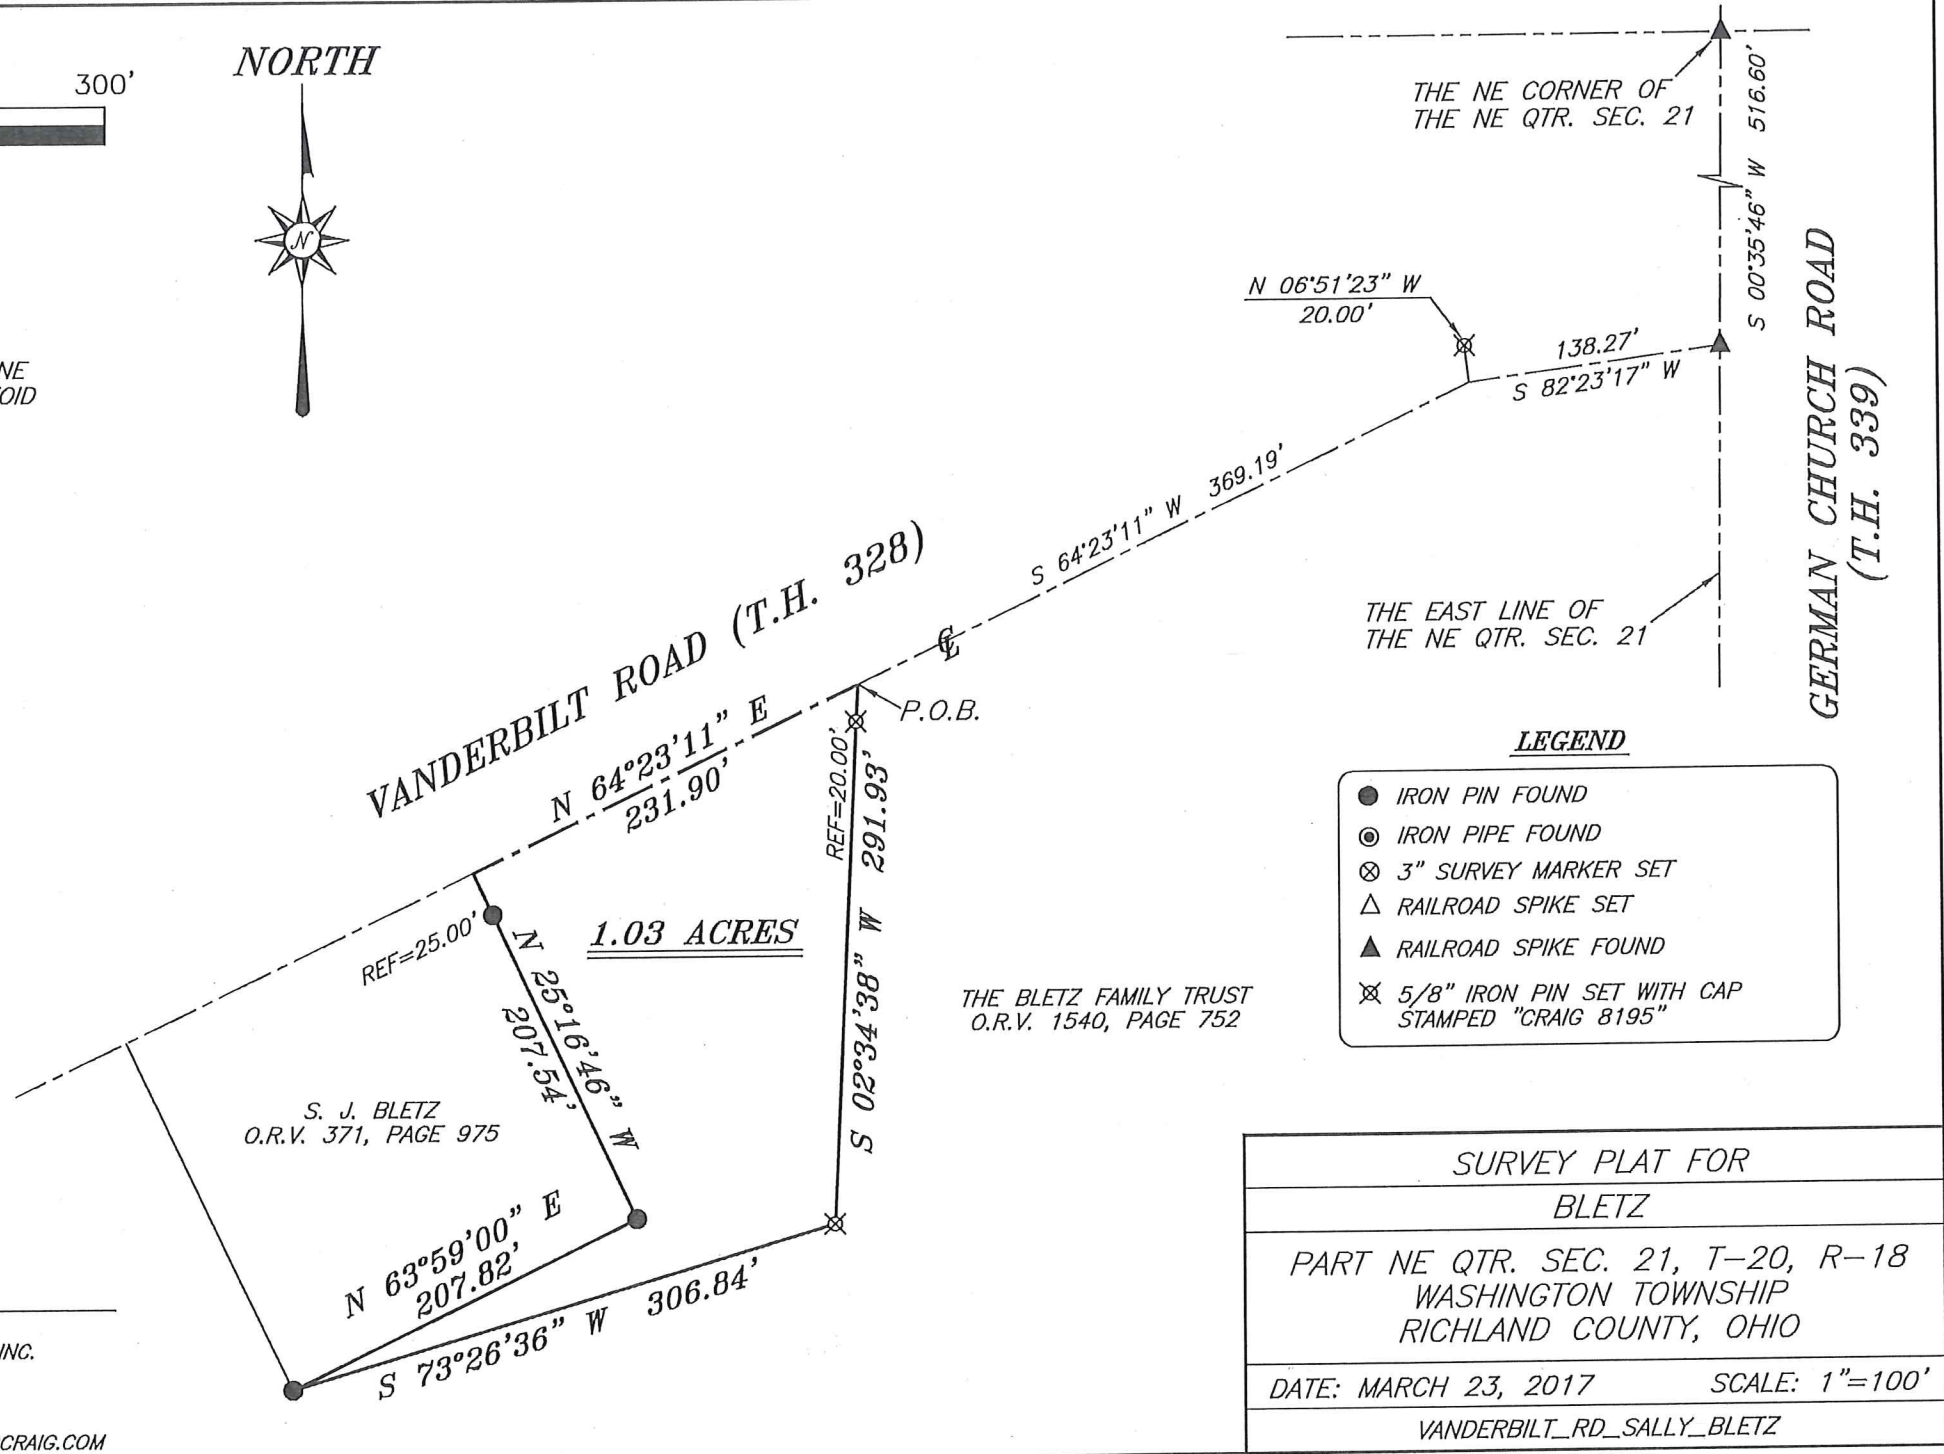 300'
NORTH
N
NE
OID
THE NE CORNER OF
THE NE QTR. SEC. 21
S 00°35'46" W 516.60'
N 06°51'23" W
20.00'
138.27'
S 82°23'17" W
GERMAN CHURCH ROAD
(T.H. 339)
S 64°23'11" W 369.19'
THE EAST LINE OF
THE NE QTR. SEC. 21
VANDERBILT ROAD (T.H. 328)
℄
P.O.B.
N 64°23'11" E
231.90'
REF=20.00'
S 02°34'38" W 291.93'
REF=25.00'
1.03 ACRES
N 25°16'46" W
207.54'
THE BLETZ FAMILY TRUST
O.R.V. 1540, PAGE 752
S. J. BLETZ
O.R.V. 371, PAGE 975
N 63°59'00" E
207.82'
S 73°26'36" W 306.84'
LEGEND
IRON PIN FOUND
IRON PIPE FOUND
3" SURVEY MARKER SET
RAILROAD SPIKE SET
RAILROAD SPIKE FOUND
5/8" IRON PIN SET WITH CAP
STAMPED "CRAIG 8195"
SURVEY PLAT FOR
BLETZ
PART NE QTR. SEC. 21, T-20, R-18
WASHINGTON TOWNSHIP
RICHLAND COUNTY, OHIO
DATE: MARCH 23, 2017 SCALE: 1"=100'
VANDERBILT_RD_SALLY_BLETZ
INC.
CRAIG.COM